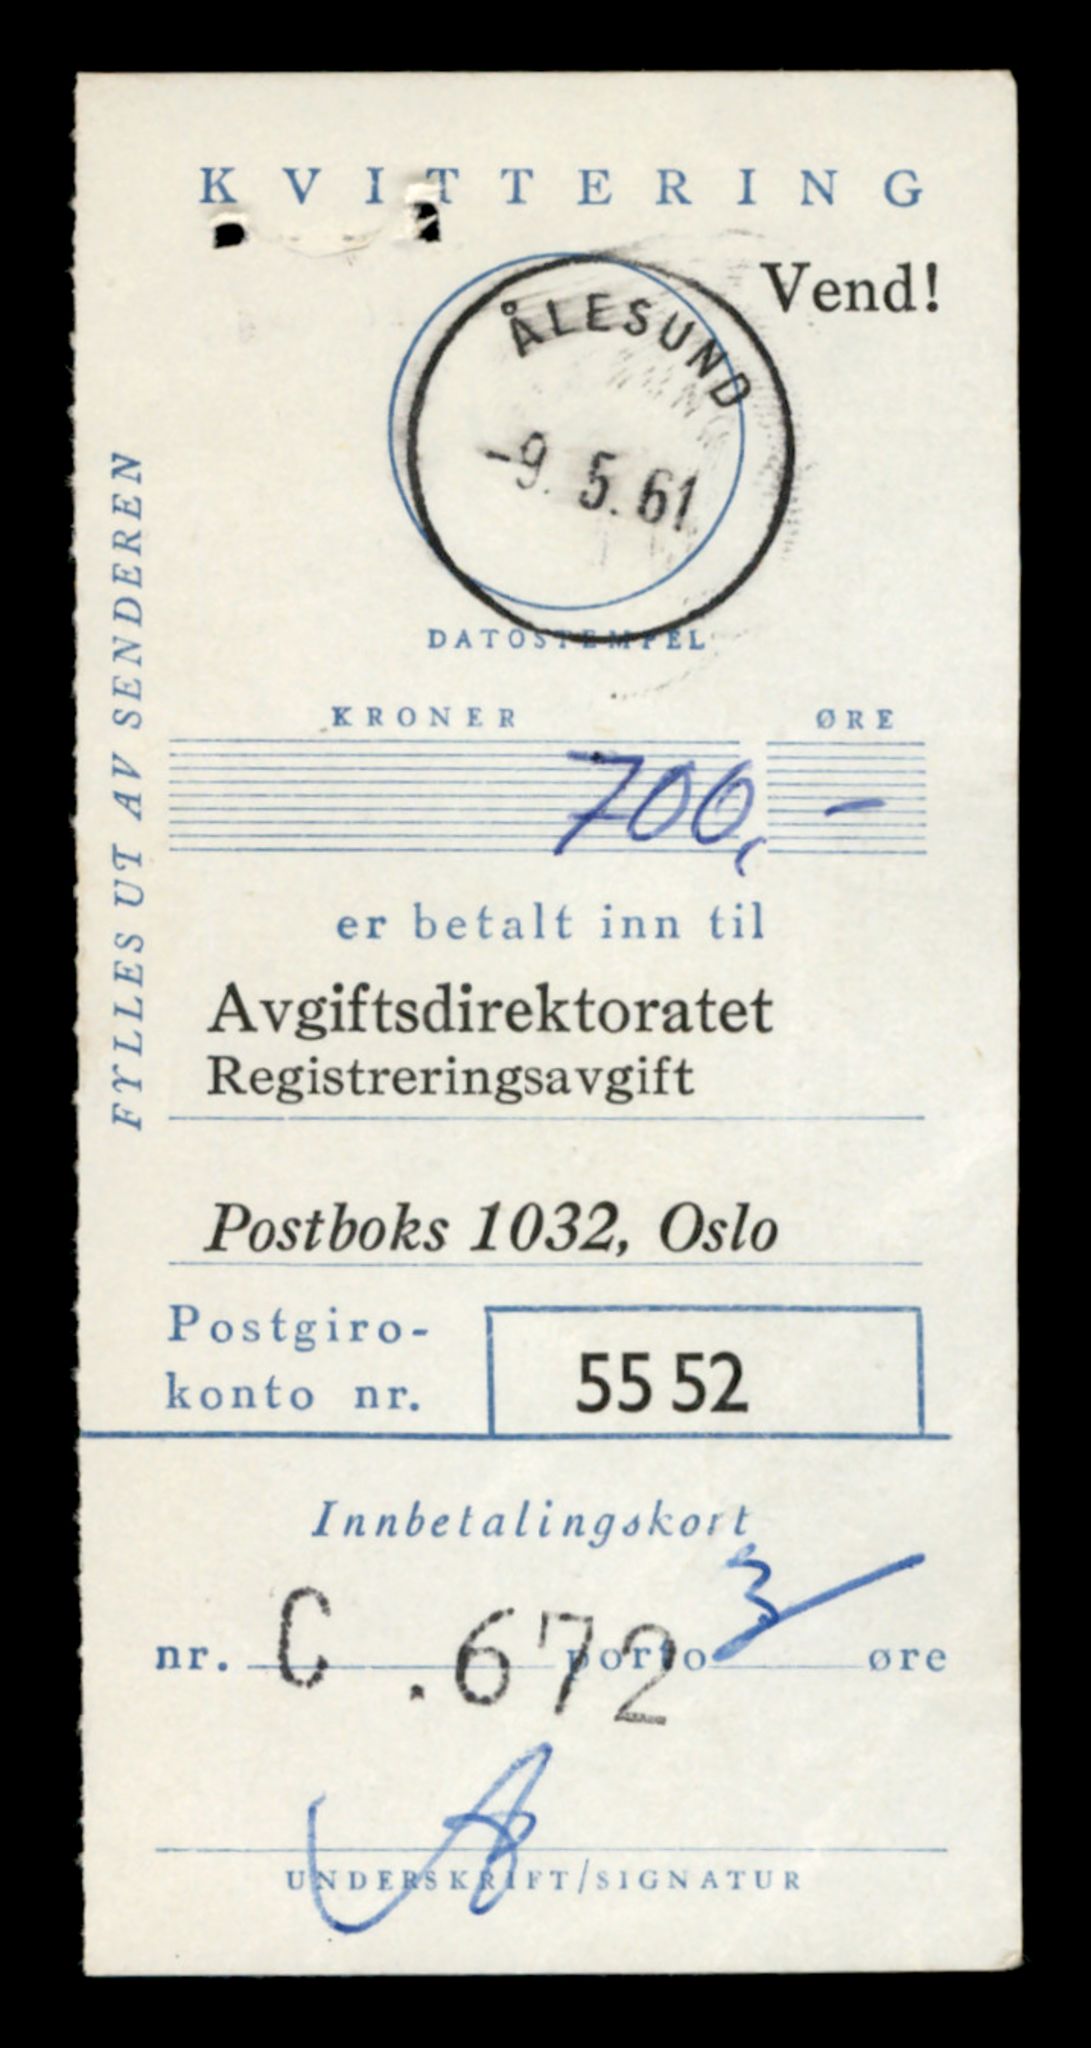 KVITTERING
Vend!
ÅLESUND
-9. 5. 61
DATOSTEMPEL
FYLLES UT AV SENDEREN
KRONER ØRE
700, -
er betalt inn til
Avgiftsdirektoratet
Registreringsavgift
Postboks 1032, Oslo
Postgiro-
konto nr. 55 52
Innbetalingskort
nr. C .672 porto øre
UNDERSKRIFT/SIGNATUR